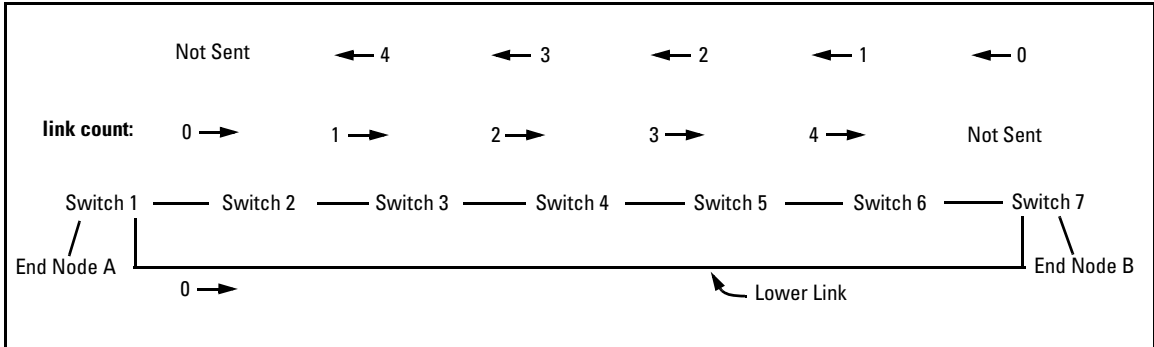 Not Sent 4 3 2 1 0
link count: 0 1 2 3 4 Not Sent
Switch 1 Switch 2 Switch 3 Switch 4 Switch 5 Switch 6 Switch 7
End Node A End Node B
0 Lower Link